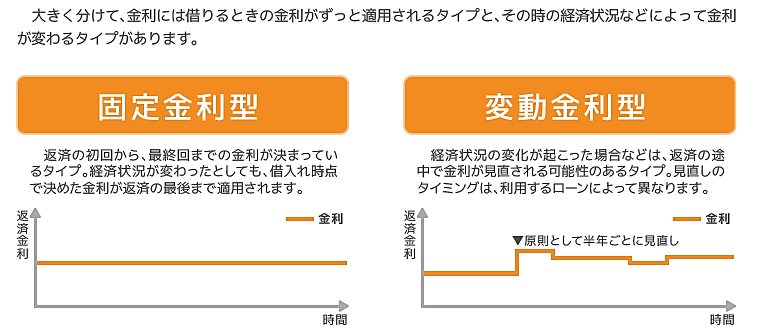 大きく分けて、金利には借りるときの金利がずっと適用されるタイプと、その時の経済状況などによって金利
が変わるタイプがあります。
固定金利型
返済の初回から、最終回までの金利が決まってい
るタイプ。経済状況が変わったとしても、借入れ時点
で決めた金利が返済の最後まで適用されます。
返済金利
金利
時間
変動金利型
経済状況の変化が起こった場合などは、返済の途
中で金利が見直される可能性のあるタイプ。見直しの
タイミングは、利用するローンによって異なります。
返済金利
金利
▼原則として半年ごとに見直し
時間